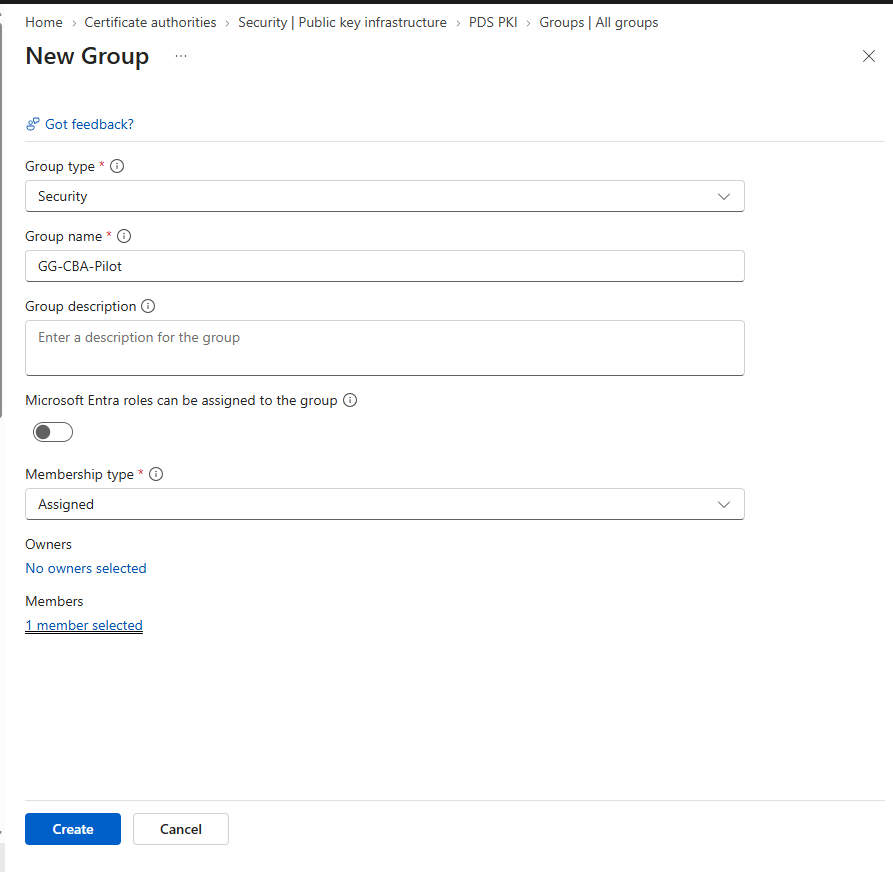 Home > Certificate authorities > Security | Public key infrastructure > PDS PKI > Groups | All groups
New Group ...
Got feedback?
Group type *
Security
Group name *
GG-CBA-Pilot
Group description
Enter a description for the group
Microsoft Entra roles can be assigned to the group
Membership type *
Assigned
Owners
No owners selected
Members
1 member selected
Create Cancel